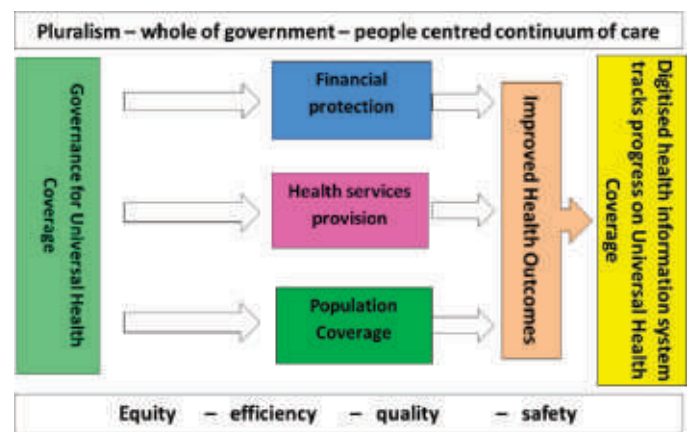 Pluralism – whole of government – people centred continuum of care
Governance for Universal Health
Coverage
Financial
protection
Health services
provision
Population
Coverage
Improved Health Outcomes
Digitised health information system
tracks progress on Universal Health
Coverage
Equity – efficiency – quality – safety